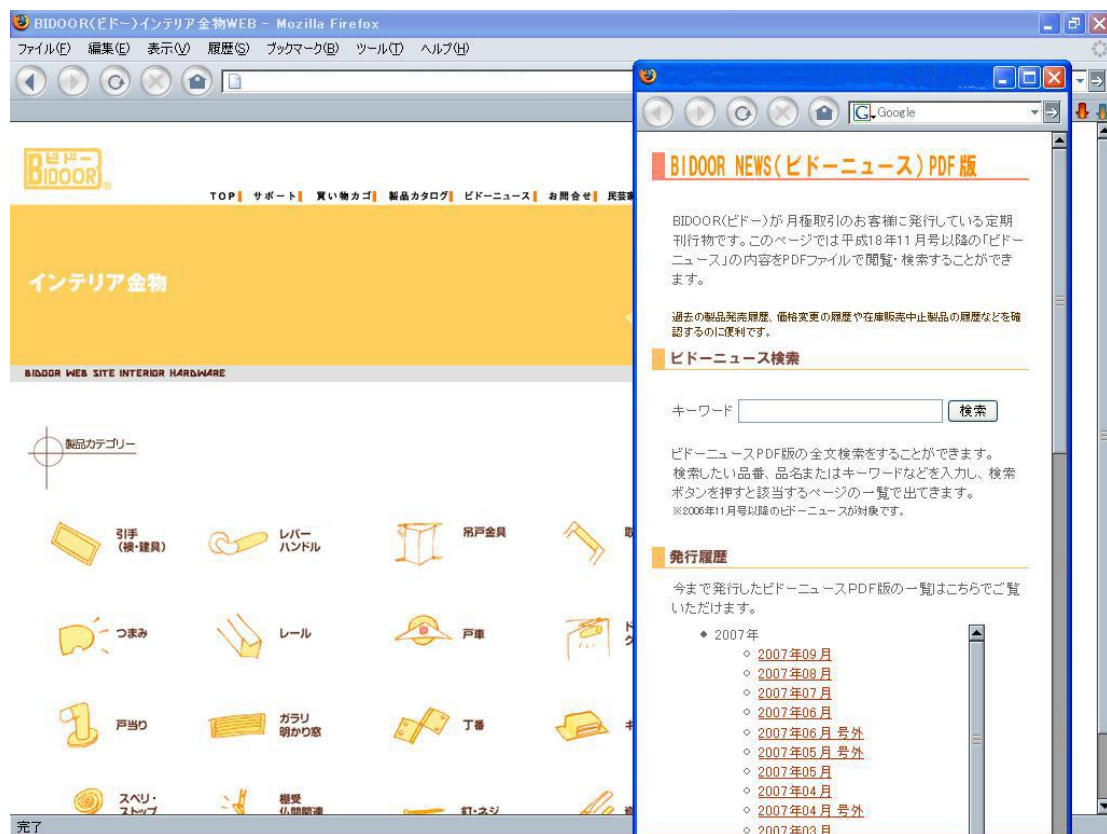 BIDOOR(ビドー)インテリア金物WEB - Mozilla Firefox
ファイル(F) 編集(E) 表示(V) 履歴(S) ブックマーク(B) ツール(T) ヘルプ(H)
ビドー
BIDOOR
TOP サポート 買い物カゴ 製品カタログ ビドーニュース お問合せ 民芸
インテリア金物
BIDOOR WEB SITE INTERIOR HARDWARE
製品カテゴリー
引手
(襖・建具)
レバー
ハンドル
吊戸金具
取
つまみ
レール
戸車
ド
ク
戸当り
ガラリ
明かり窓
丁番
キ
スベリ・
ストップ
棚受
仏間関連
釘・ネジ
完了
Google
BIDOOR NEWS(ビドーニュース)PDF版
BIDOOR(ビドー)が月極取引のお客様に発行している定期
刊行物です。このページでは平成18年11月号以降の「ビドー
ニュース」の内容をPDFファイルで閲覧・検索することができ
ます。
過去の製品発売履歴、価格変更の履歴や在庫販売中止製品の履歴などを確
認するのに便利です。
ビドーニュース検索
キーワード 検索
ビドーニュースPDF版の全文検索をすることができます。
検索したい品番、品名またはキーワードなどを入力し、検索
ボタンを押すと該当するページの一覧で出てきます。
※2006年11月号以降のビドーニュースが対象です。
発行履歴
今まで発行したビドーニュースPDF版の一覧はこちらでご覧
いただけます。
2007年
2007年09月
2007年08月
2007年07月
2007年06月
2007年06月 号外
2007年05月 号外
2007年05月
2007年04月
2007年04月 号外
2007年03月